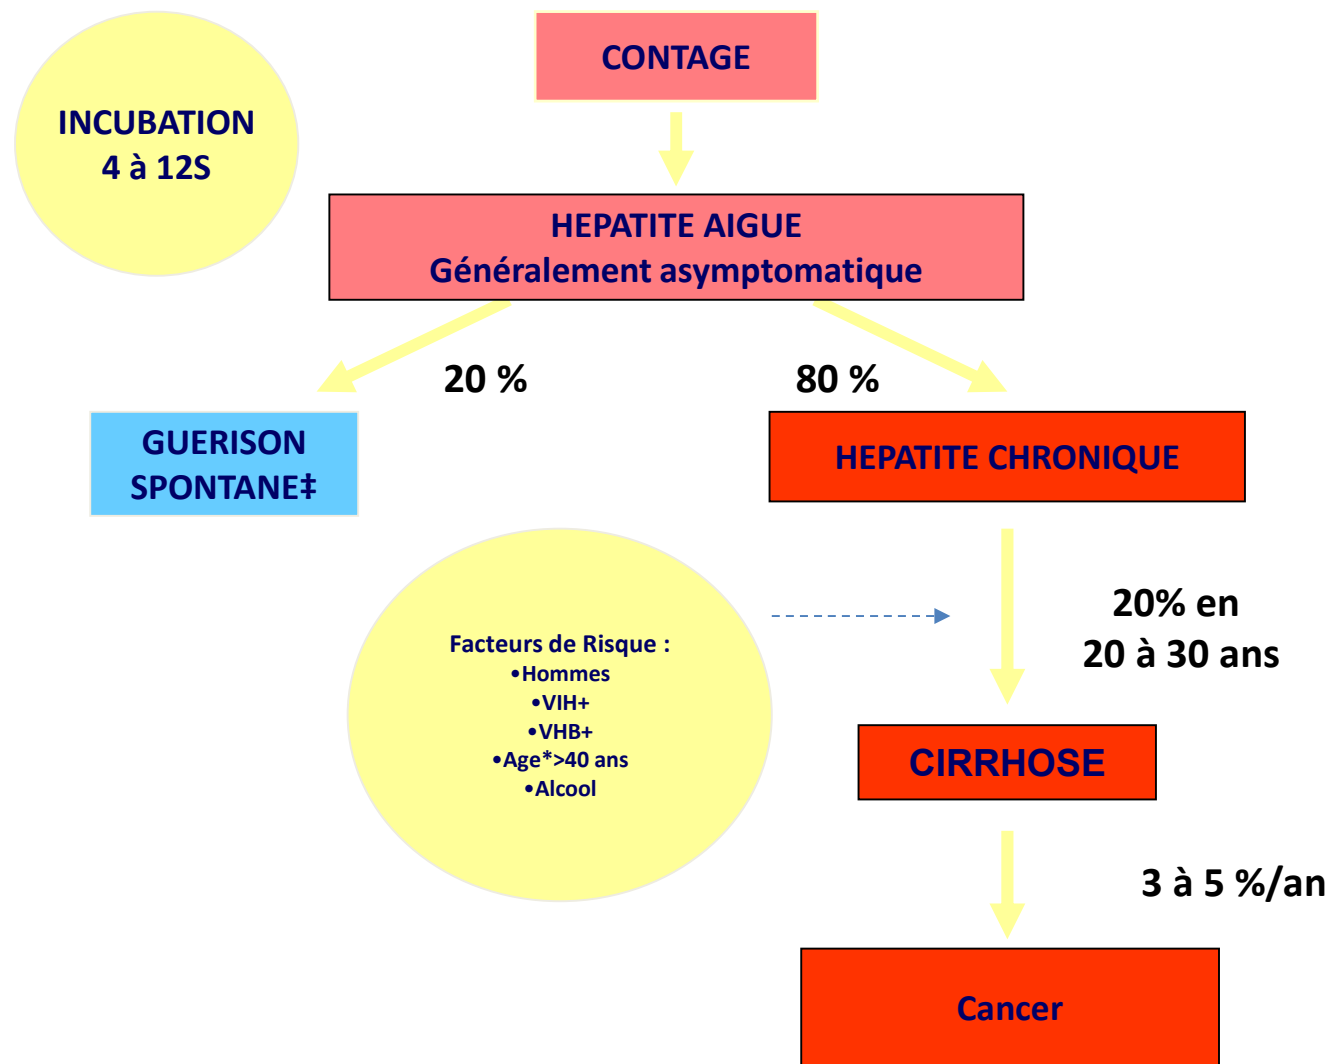 CONTAGE
INCUBATION
4 à 12S
HEPATITE AIGUE
Généralement asymptomatique
20 %
80 %
GUERISON
SPONTANE‡
HEPATITE CHRONIQUE
Facteurs de Risque :
•Hommes
•VIH+
•VHB+
•Age*>40 ans
•Alcool
20% en
20 à 30 ans
CIRRHOSE
3 à 5 %/an
Cancer